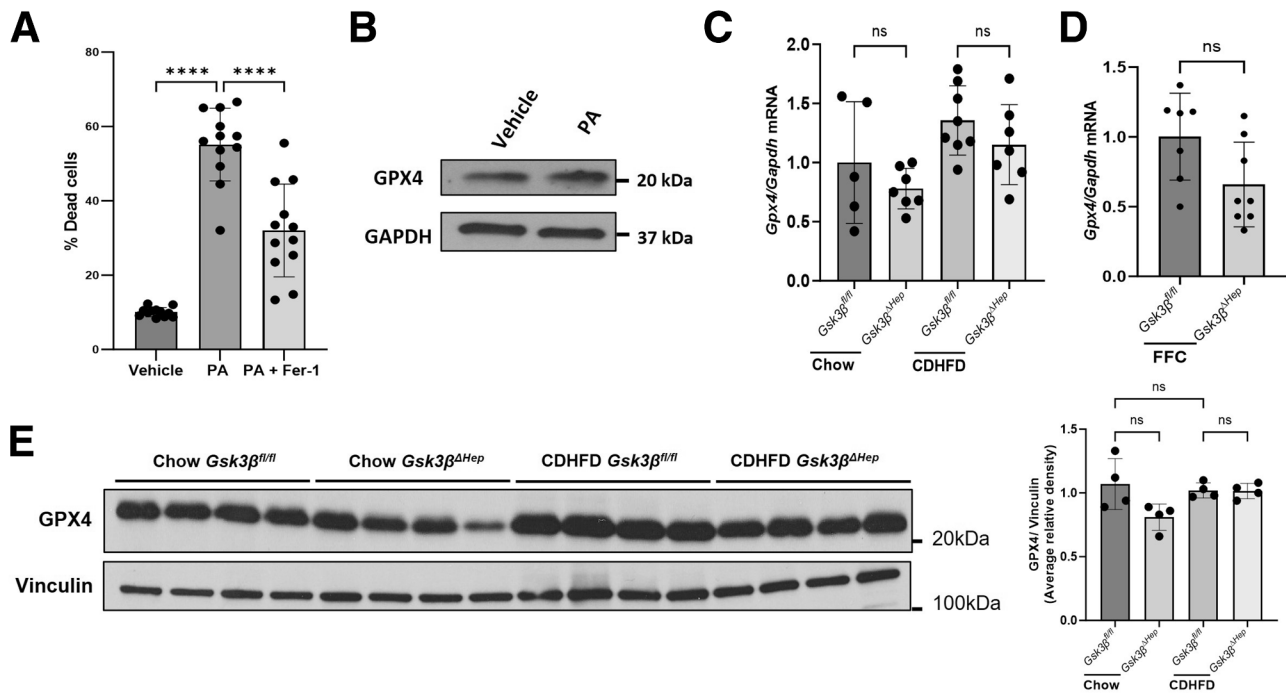 A
% Dead cells
80
60
40
20
0
**** ****
Vehicle PA PA + Fer-1
B
Vehicle PA
GPX4
20 kDa
GAPDH
37 kDa
C
Gpx4/Gapdh mRNA
2.0
1.5
1.0
0.5
0.0
ns ns
Gsk3β^fl/fl Gsk3β^ΔHep Gsk3β^fl/fl Gsk3β^ΔHep
Chow CDHFD
D
Gpx4/Gapdh mRNA
1.5
1.0
0.5
0.0
ns
Gsk3β^fl/fl Gsk3β^ΔHep
FFC
E
Chow Gsk3β^fl/fl Chow Gsk3β^ΔHep CDHFD Gsk3β^fl/fl CDHFD Gsk3β^ΔHep
GPX4
20kDa
Vinculin
100kDa
GPX4/ Vinculin
(Average relative density)
1.5
1.0
0.5
0.0
ns
ns ns
Gsk3β^fl/fl Gsk3β^ΔHep Gsk3β^fl/fl Gsk3β^ΔHep
Chow CDHFD